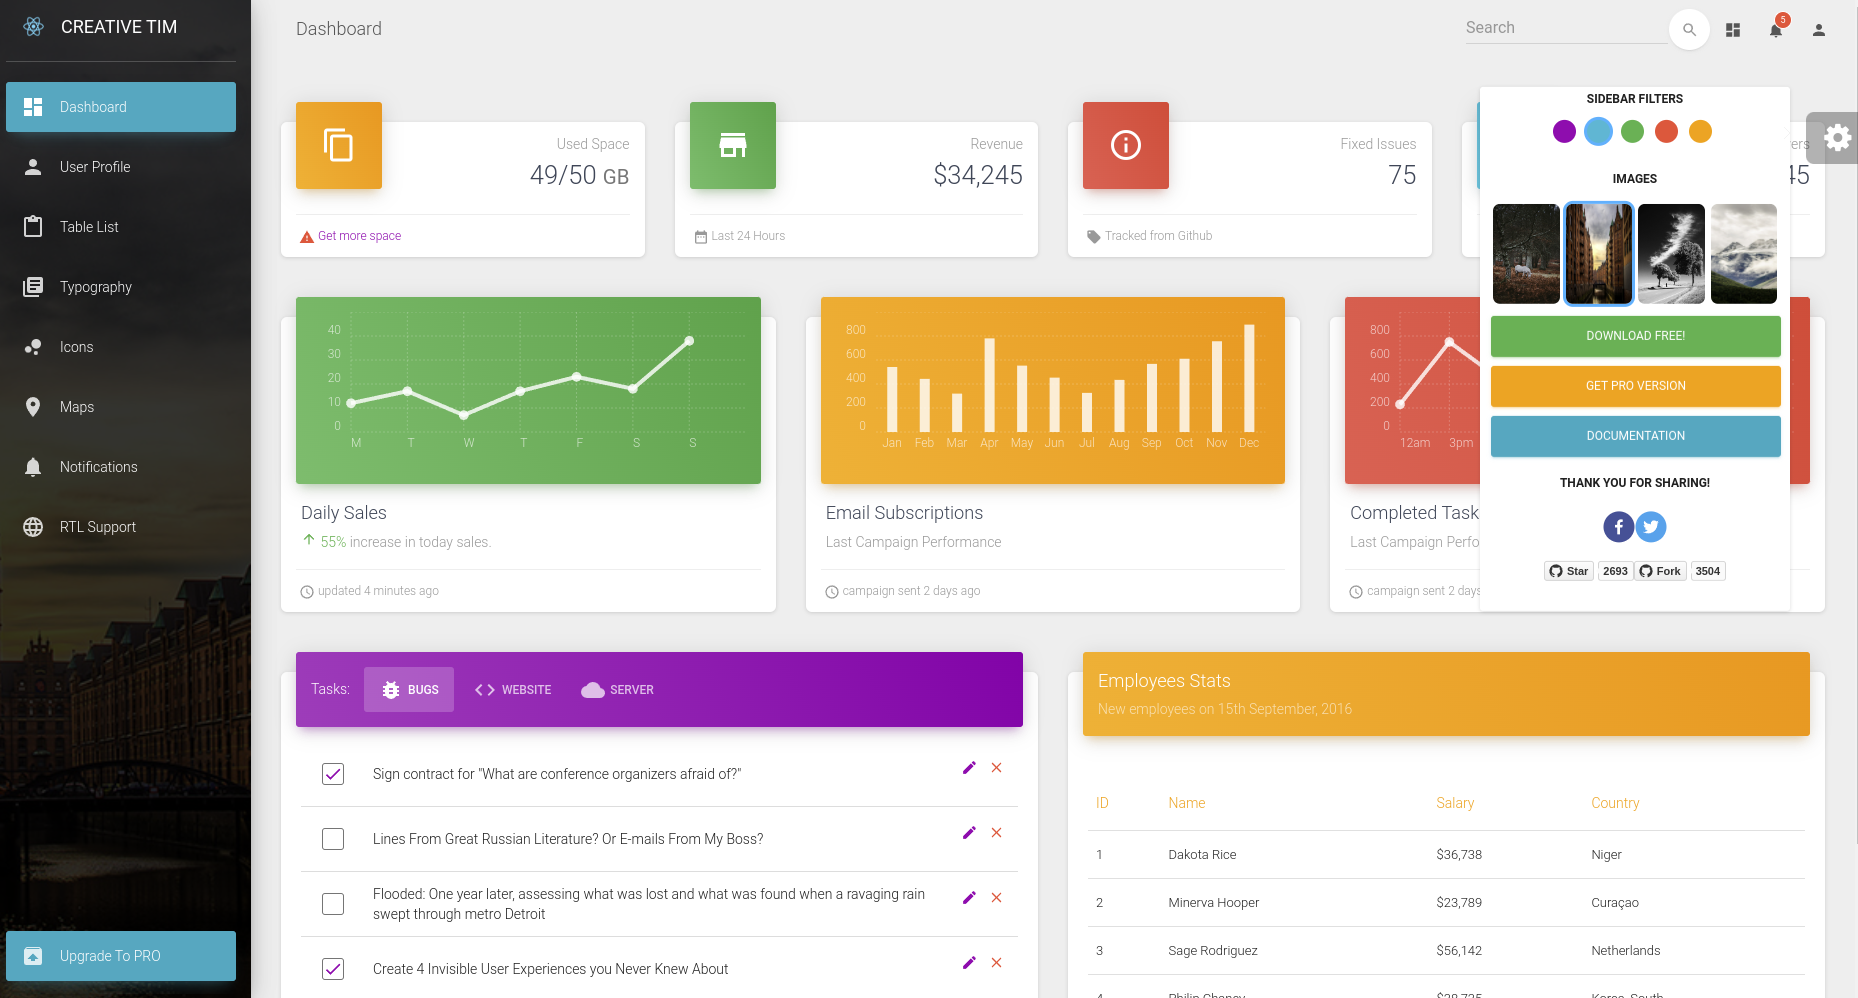 CREATIVE TIM
Dashboard
User Profile
Table List
Typography
Icons
Maps
Notifications
RTL Support
Upgrade To PRO
Dashboard
Search
5
Used Space
49/50 GB
Get more space
Revenue
$34,245
Last 24 Hours
Fixed Issues
75
Tracked from Github
ers
45
SIDEBAR FILTERS
IMAGES
DOWNLOAD FREE!
GET PRO VERSION
DOCUMENTATION
THANK YOU FOR SHARING!
Star 2693 Fork 3504
40
30
20
10
0
M T W T F S S
Daily Sales
55% increase in today sales.
updated 4 minutes ago
800
600
400
200
0
Jan Feb Mar Apr May Jun Jul Aug Sep Oct Nov Dec
Email Subscriptions
Last Campaign Performance
campaign sent 2 days ago
800
600
400
200
0
12am 3pm
Completed Task
Last Campaign Perfo
campaign sent 2 days
Tasks: BUGS WEBSITE SERVER
Sign contract for "What are conference organizers afraid of?"
Lines From Great Russian Literature? Or E-mails From My Boss?
Flooded: One year later, assessing what was lost and what was found when a ravaging rain
swept through metro Detroit
Create 4 Invisible User Experiences you Never Knew About
Employees Stats
New employees on 15th September, 2016
ID Name Salary Country
1 Dakota Rice $36,738 Niger
2 Minerva Hooper $23,789 Curaçao
3 Sage Rodriguez $56,142 Netherlands